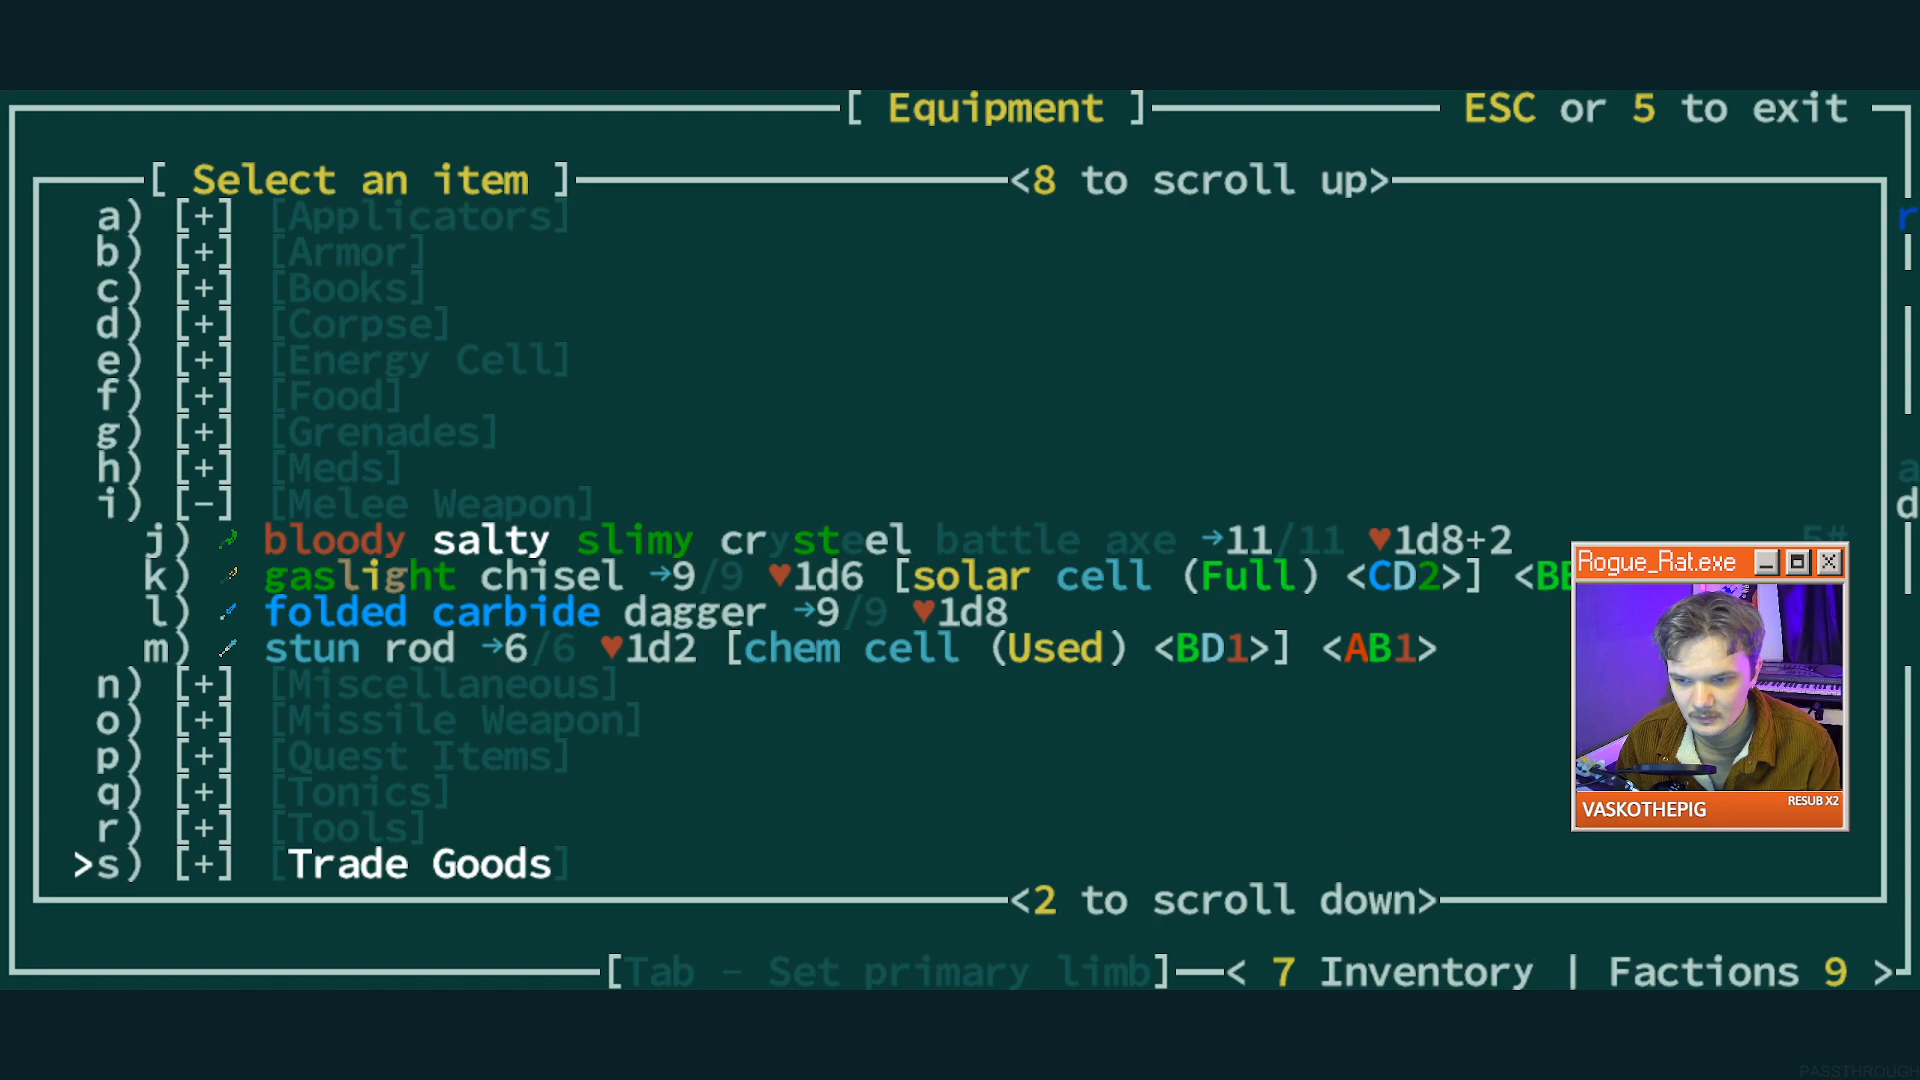 [ Equipment ] ESC or 5 to exit
[ Select an item ] <8 to scroll up>
a) [+] [Applicators]
b) [+] [Armor]
c) [+] [Books]
d) [+] [Corpse]
e) [+] [Energy Cell]
f) [+] [Food]
g) [+] [Grenades]
h) [+] [Meds]
i) [-] [Melee Weapon]
j) bloody salty slimy crysteel battle axe →11/11 ♥1d8+2 5#
k) gaslight chisel →9/9 ♥1d6 [solar cell (Full) <CD2>]
l) folded carbide dagger →9/9 ♥1d8
m) stun rod →6/6 ♥1d2 [chem cell (Used) <BD1>] <AB1>
n) [+] [Miscellaneous]
o) [+] [Missile Weapon]
p) [+] [Quest Items]
q) [+] [Tonics]
r) [+] [Tools]
>s) [+] [Trade Goods]
<2 to scroll down>
[Tab - Set primary limb] < 7 Inventory | Factions 9 >
Rogue_Rat.exe
VASKOTHEPIG RESUB X2
PASSTHROUGH